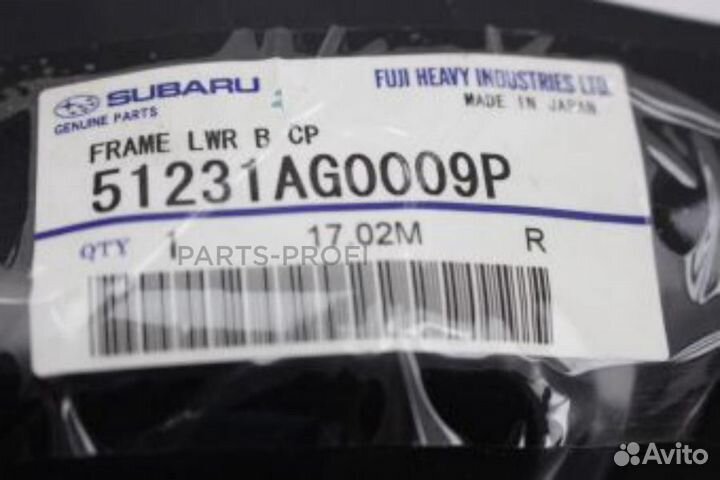 SUBARU
GENUINE PARTS
FUJI HEAVY INDUSTRIES LTD.
MADE IN JAPAN
FRAME LWR B CP
51231AG0009P
QTY 1 17.02M R
PARTS-PROFI
Avito